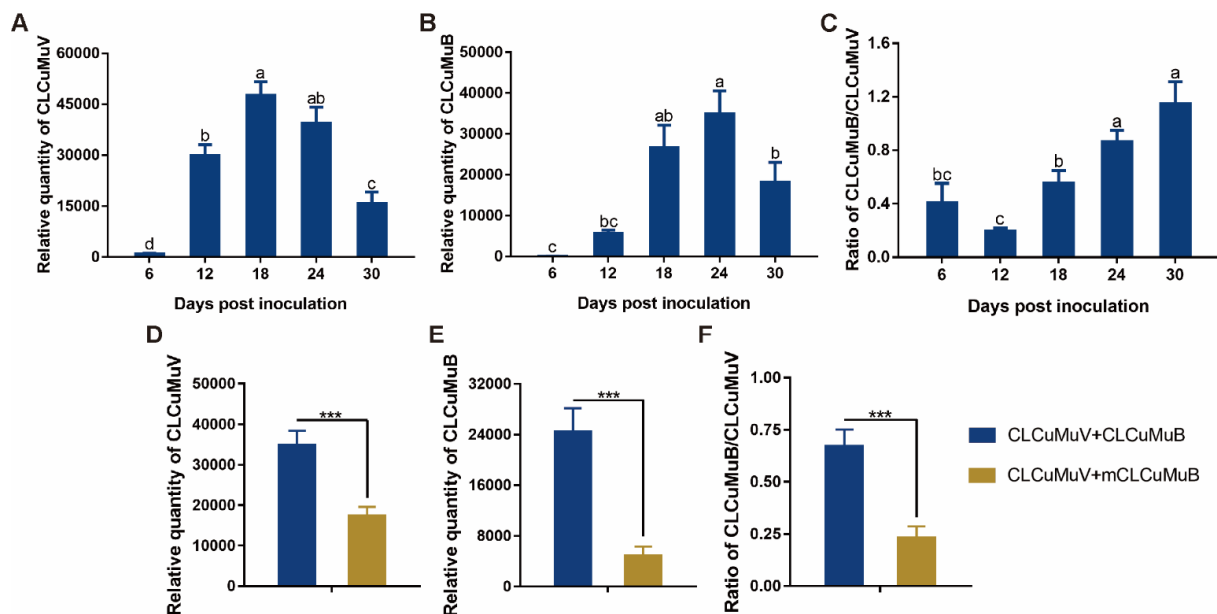 A
Relative quantity of CLCuMuV
60000
45000
30000
15000
0
d
b
a
ab
c
6 12 18 24 30
Days post inoculation
B
Relative quantity of CLCuMuB
50000
40000
30000
20000
10000
0
c
bc
ab
a
b
6 12 18 24 30
Days post inoculation
C
Ratio of CLCuMuB/CLCuMuV
1.6
1.2
0.8
0.4
0.0
bc
c
b
a
a
6 12 18 24 30
Days post inoculation
D
Relative quantity of CLCuMuV
50000
40000
30000
20000
10000
0
***
E
Relative quantity of CLCuMuB
32000
24000
16000
8000
0
***
F
Ratio of CLCuMuB/CLCuMuV
1.00
0.75
0.50
0.25
0.00
***
CLCuMuV+CLCuMuB
CLCuMuV+mCLCuMuB